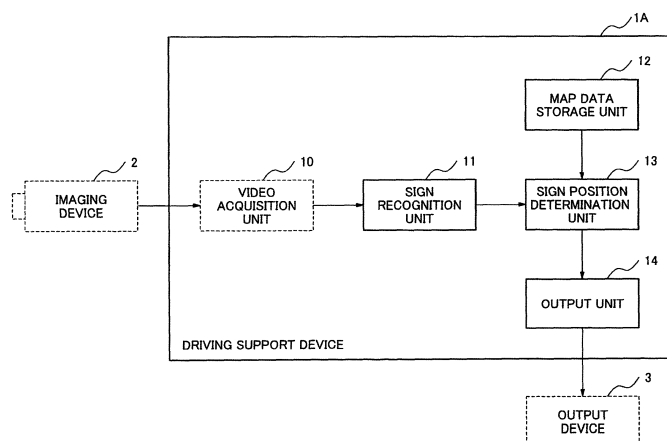 1A
12
MAP DATA
STORAGE UNIT
2
10
11
13
IMAGING
DEVICE
VIDEO
ACQUISITION
UNIT
SIGN
RECOGNITION
UNIT
SIGN POSITION
DETERMINATION
UNIT
14
OUTPUT UNIT
DRIVING SUPPORT DEVICE
3
OUTPUT
DEVICE